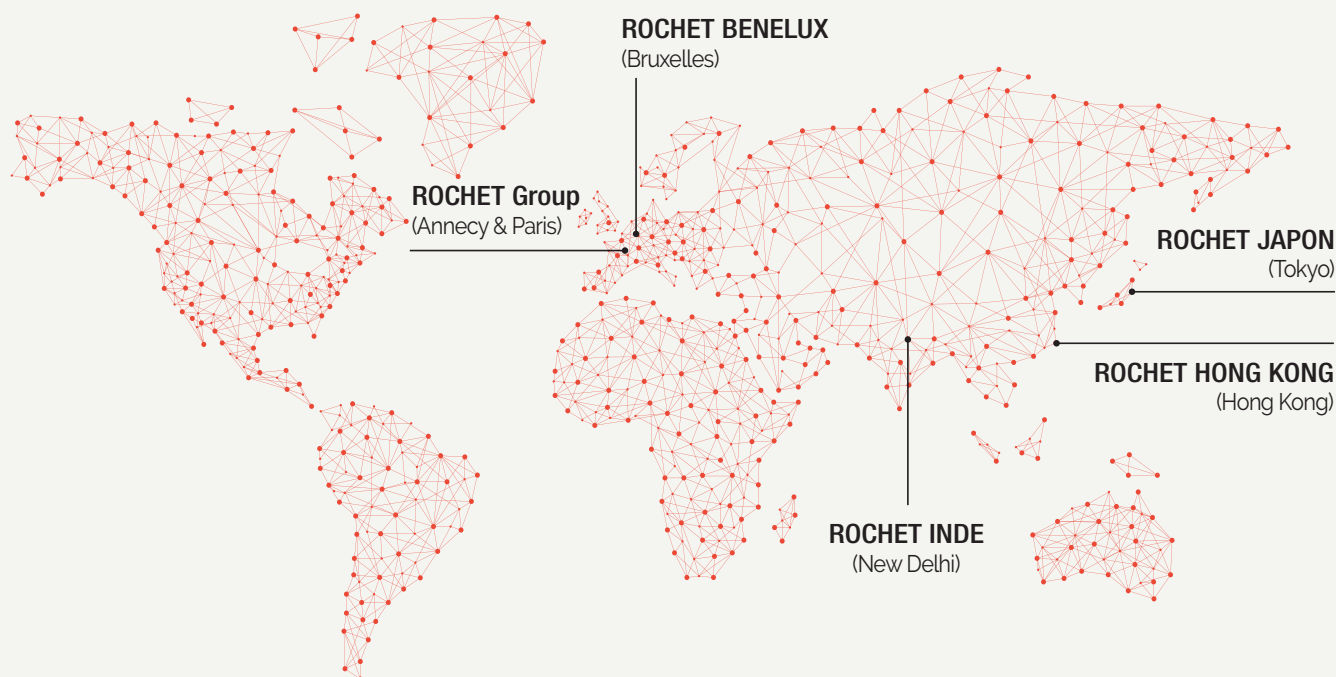 ROCHET BENELUX
(Bruxelles)
ROCHET Group
(Annecy & Paris)
ROCHET JAPON
(Tokyo)
ROCHET HONG KONG
(Hong Kong)
ROCHET INDE
(New Delhi)